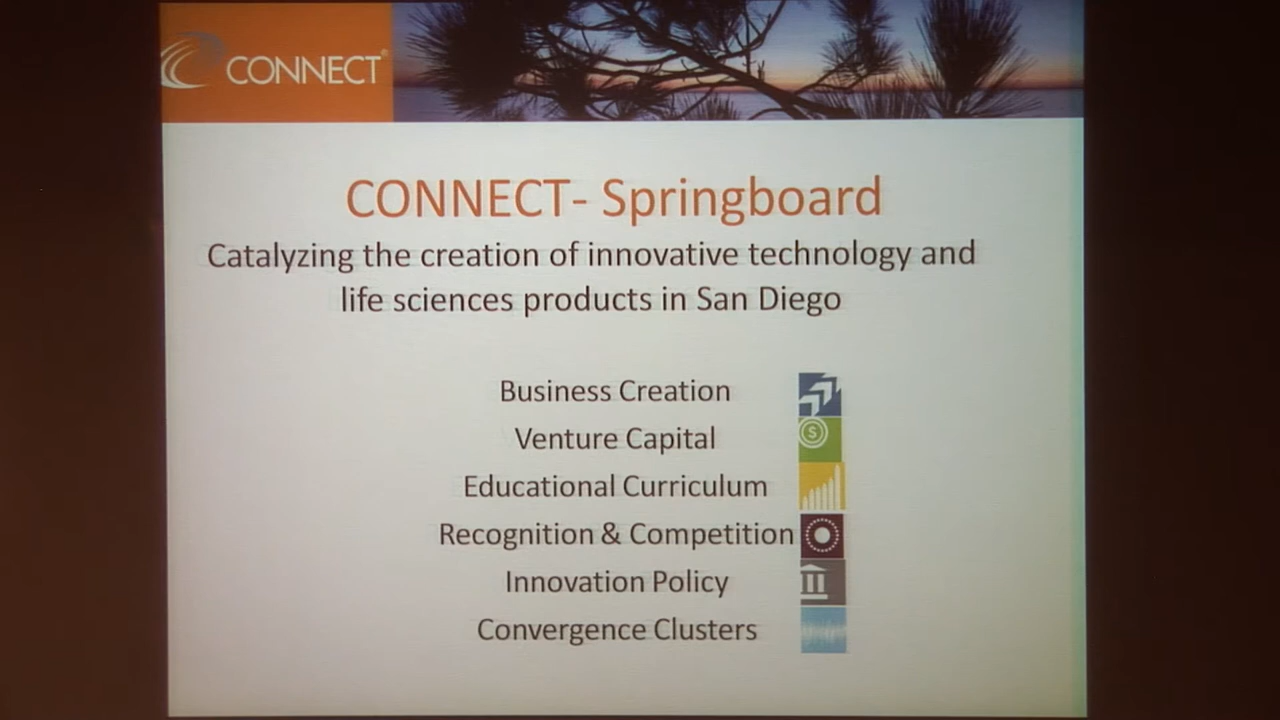 CONNECT®
CONNECT- Springboard
Catalyzing the creation of innovative technology and
life sciences products in San Diego
Business Creation
Venture Capital
$
Educational Curriculum
Recognition & Competition
Innovation Policy
Convergence Clusters